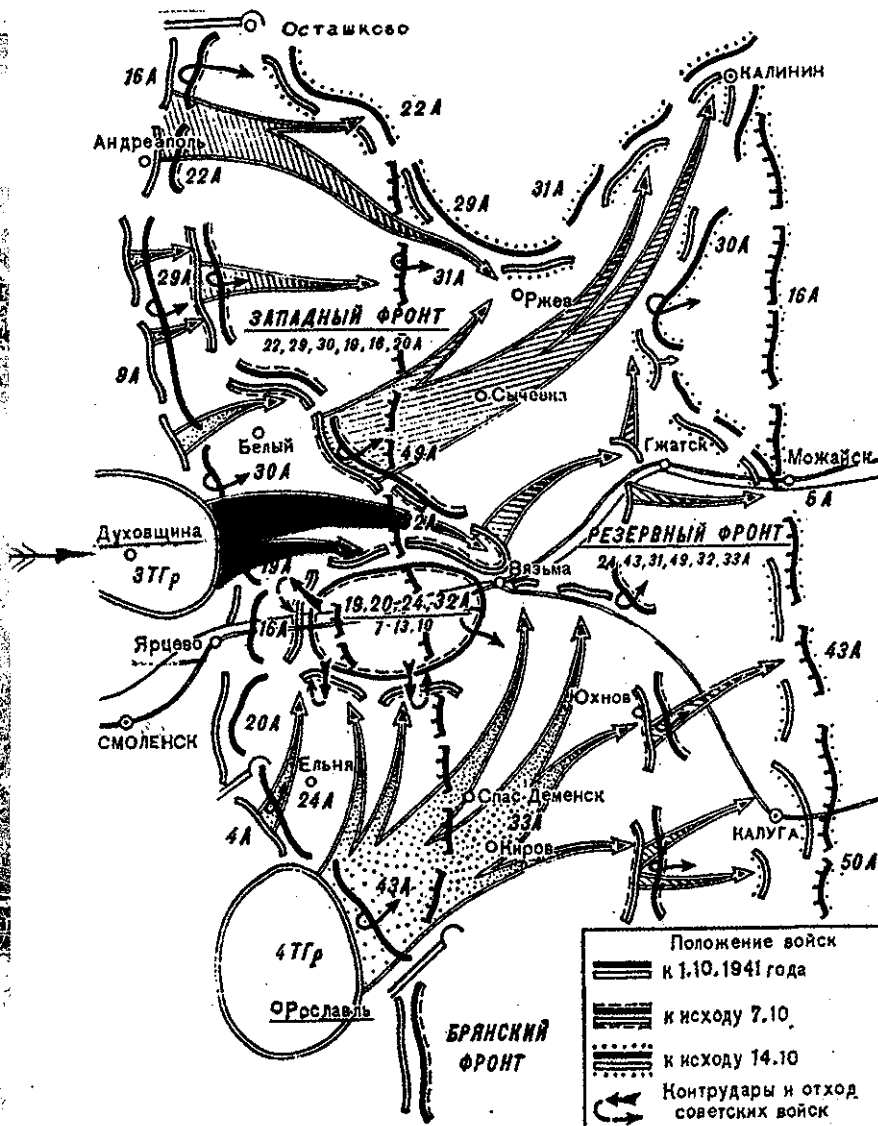 Осташково
16А
КАЛИНИН
22А
Андреаполь
22А
31А
29А
30А
29А
31А
16А
Ржев
ЗАПАДНЫЙ ФРОНТ
22, 29, 30, 19, 16, 20А
9А
Сычевка
Белый
49А
Гжатск
Можайск
30А
5А
32А
Духовщина
РЕЗЕРВНЫЙ ФРОНТ
24, 43, 31, 49, 32, 33А
3ТГр
19А
Вязьма
19, 20, 24, 32А
7-13.10
16А
Ярцево
43А
Юхнов
20А
СМОЛЕНСК
Ельня
24А
Спас-Деменск
4А
33А
КАЛУГА
Киров
50А
43А
4ТГр
Рославль
БРЯНСКИЙ
ФРОНТ
Положение войск
к 1.10.1941 года
к исходу 7.10
к исходу 14.10
Контрудары и отход
советских войск